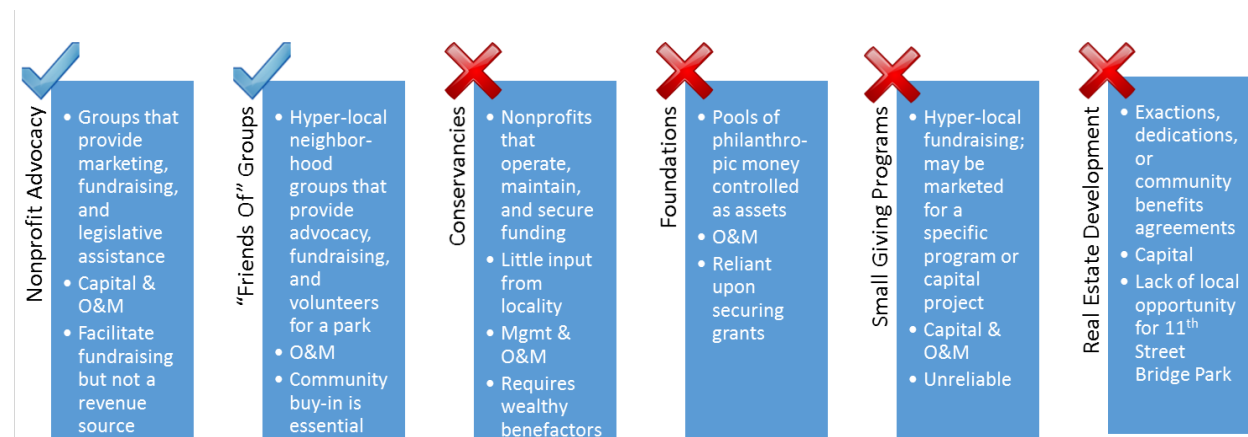 Nonprofit Advocacy
• Groups that
provide
marketing,
fundraising,
and
legislative
assistance
• Capital &
O&M
• Facilitate
fundraising
but not a
revenue
source
“Friends Of” Groups
• Hyper-local
neighbor-
hood
groups that
provide
advocacy,
fundraising,
and
volunteers
for a park
• O&M
• Community
buy-in is
essential
Conservancies
• Nonprofits
that
operate,
maintain,
and secure
funding
• Little input
from
locality
• Mgmt &
O&M
• Requires
wealthy
benefactors
Foundations
• Pools of
philanthro-
pic money
controlled
as assets
• O&M
• Reliant
upon
securing
grants
Small Giving Programs
• Hyper-local
fundraising;
may be
marketed
for a
specific
program or
capital
project
• Capital &
O&M
• Unreliable
Real Estate Development
• Exactions,
dedications,
or
community
benefits
agreements
• Capital
• Lack of local
opportunity
for 11th
Street
Bridge Park